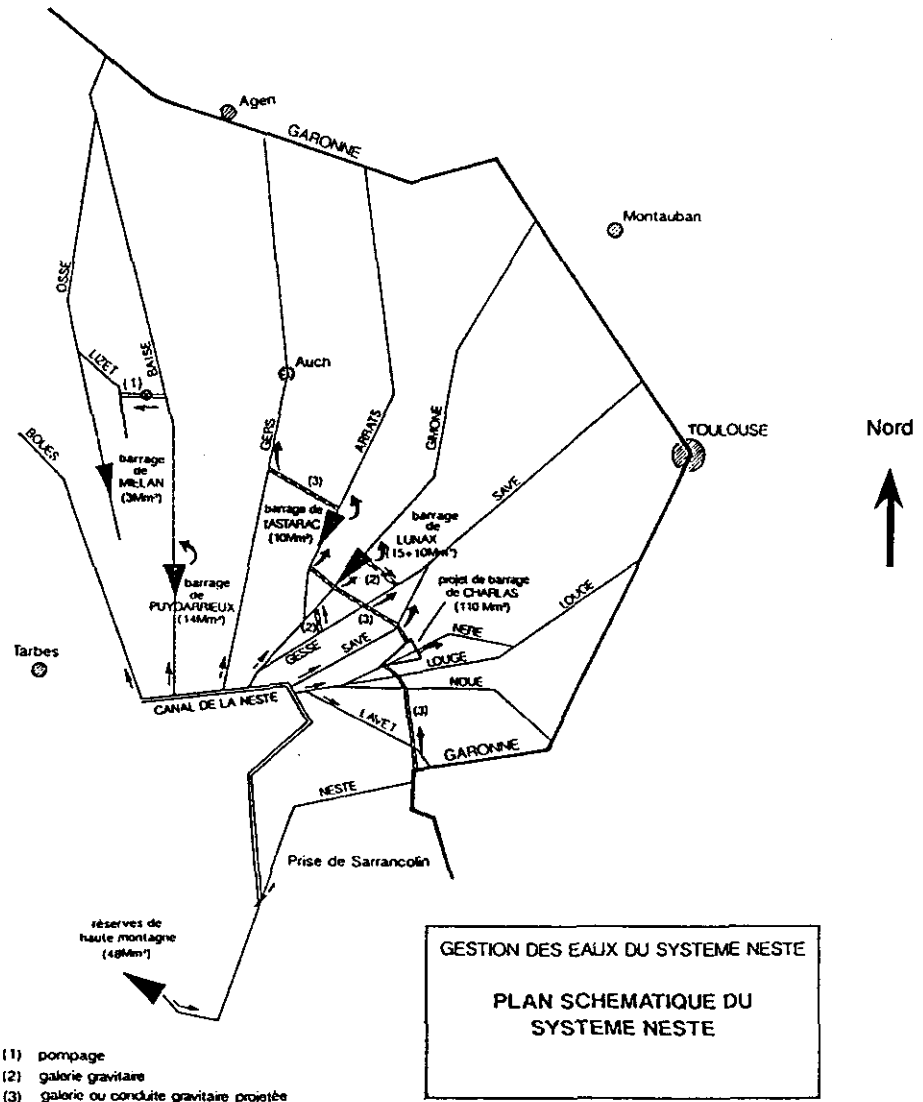 Agen
GARONNE
Montauban
OSSE
LIZET
BAISE
(1)
Auch
BOUES
GERS
ARRATS
GIMONE
TOULOUSE
Nord
barrage
de
MIELAN
(3Mm³)
(3)
SAVE
barrage de
l'ASTARAC
(10Mm³)
barrage
de
LUNAX
(15+10Mm³)
(2)
projet de barrage
de CHARLAS
(110 Mm³)
barrage
de
PUYDARRIEUX
(14Mm³)
(2)
(3)
GESSE
SAVE
NERE
LOUGE
LOUGE
Tarbes
NOUE
CANAL DE LA NESTE
LAVET
(3)
GARONNE
NESTE
Prise de Sarrancolin
réserves de
haute montagne
(48Mm³)
GESTION DES EAUX DU SYSTEME NESTE
PLAN SCHEMATIQUE DU
SYSTEME NESTE
(1) pompage
(2) galerie gravitaire
(3) galerie ou conduite gravitaire projetée